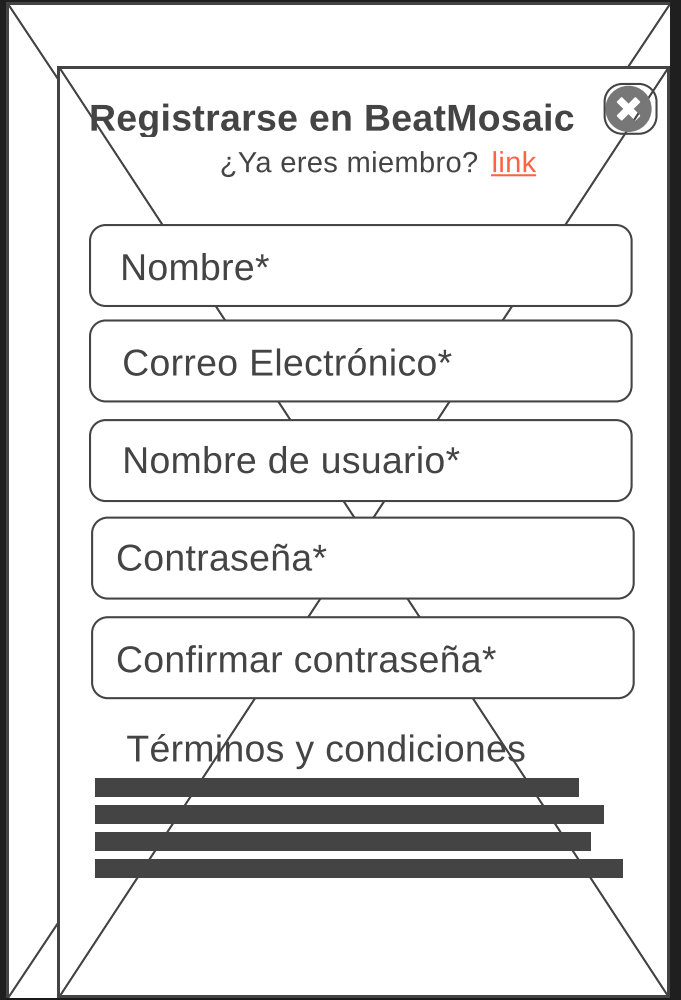 Registrarse en BeatMosaic
¿Ya eres miembro? link
Nombre*
Correo Electrónico*
Nombre de usuario*
Contraseña*
Confirmar contraseña*
Términos y condiciones